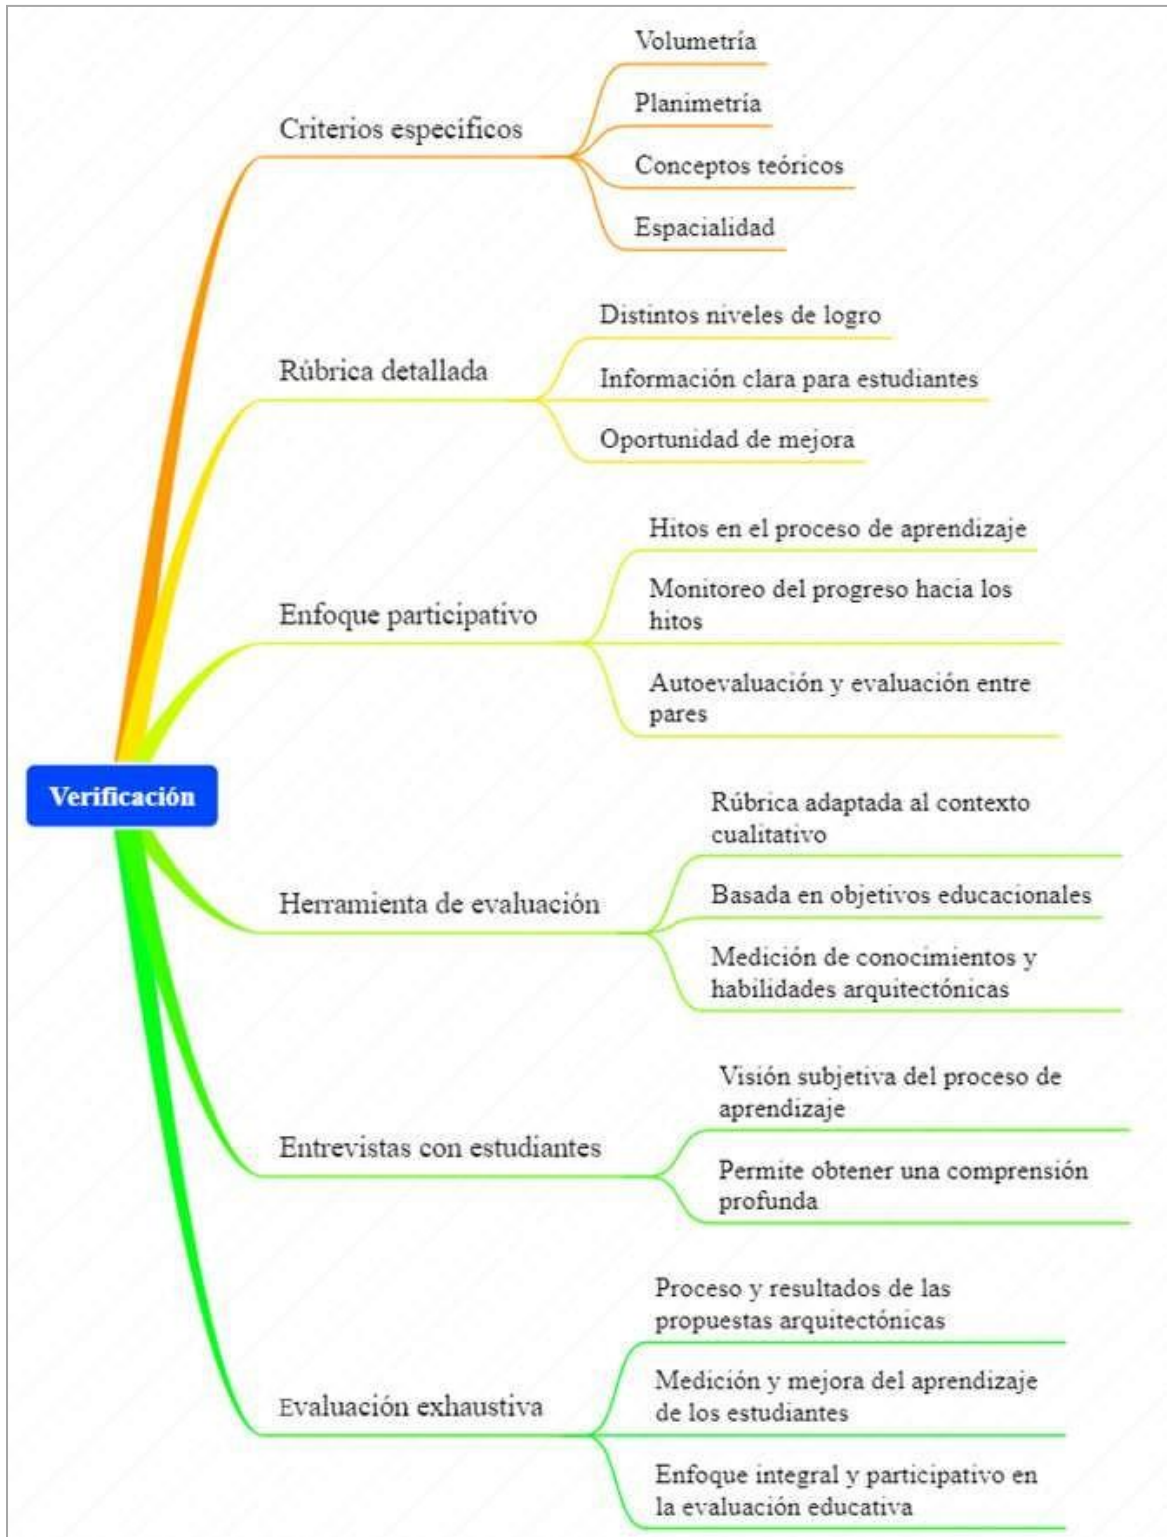 Volumetría
Planimetría
Criterios específicos
Conceptos teóricos
Espacialidad
Distintos niveles de logro
Rúbrica detallada
Información clara para estudiantes
Oportunidad de mejora
Hitos en el proceso de aprendizaje
Monitoreo del progreso hacia los
hitos
Enfoque participativo
Autoevaluación y evaluación entre
pares
Verificación
Rúbrica adaptada al contexto
cualitativo
Herramienta de evaluación
Basada en objetivos educacionales
Medición de conocimientos y
habilidades arquitectónicas
Visión subjetiva del proceso de
aprendizaje
Entrevistas con estudiantes
Permite obtener una comprensión
profunda
Proceso y resultados de las
propuestas arquitectónicas
Evaluación exhaustiva
Medición y mejora del aprendizaje
de los estudiantes
Enfoque integral y participativo en
la evaluación educativa